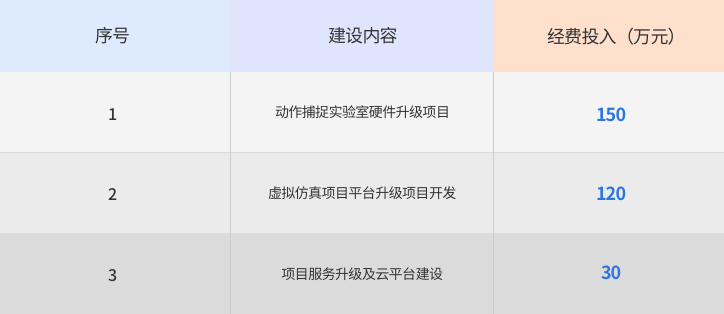 序号 建设内容 经费投入（万元）
1 动作捕捉实验室硬件升级项目 150
2 虚拟仿真项目平台升级项目开发 120
3 项目服务升级及云平台建设 30